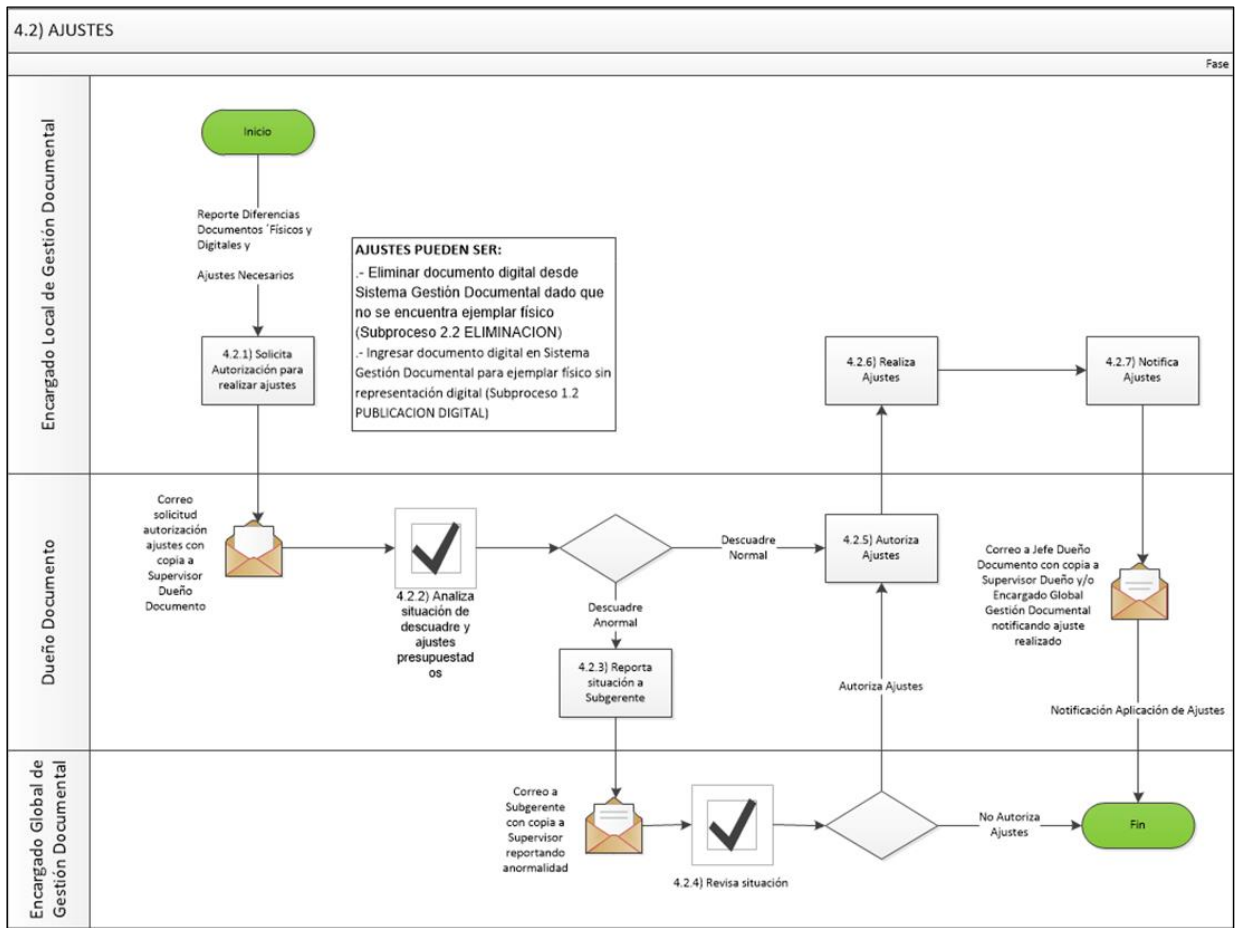 4.2) AJUSTES
Fase
Encargado Local de Gestión Documental
Inicio
Reporte Diferencias
Documentos ´Físicos y
Digitales y
Ajustes Necesarios
4.2.1) Solicita
Autorización para
realizar ajustes
AJUSTES PUEDEN SER:
.- Eliminar documento digital desde
Sistema Gestión Documental dado que
no se encuentra ejemplar físico
(Subproceso 2.2 ELIMINACION)
.- Ingresar documento digital en Sistema
Gestión Documental para ejemplar físico sin
representación digital (Subproceso 1.2
PUBLICACION DIGITAL)
4.2.6) Realiza
Ajustes
4.2.7) Notifica
Ajustes
Dueño Documento
Correo
solicitud
autorización
ajustes con
copia a
Supervisor
Dueño
Documento
4.2.2) Analiza
situación de
descuadre y
ajustes
presupuestad
os
Descuadre
Normal
Descuadre
Anormal
4.2.3) Reporta
situación a
Subgerente
4.2.5) Autoriza
Ajustes
Autoriza Ajustes
Correo a Jefe Dueño
Documento con copia a
Supervisor Dueño y/o
Encargado Global
Gestión Documental
notificando ajuste
realizado
Notificación Aplicación de Ajustes
Encargado Global de
Gestión Documental
Correo a
Subgerente
con copia a
Supervisor
reportando
anormalidad
4.2.4) Revisa situación
No Autoriza
Ajustes
Fin